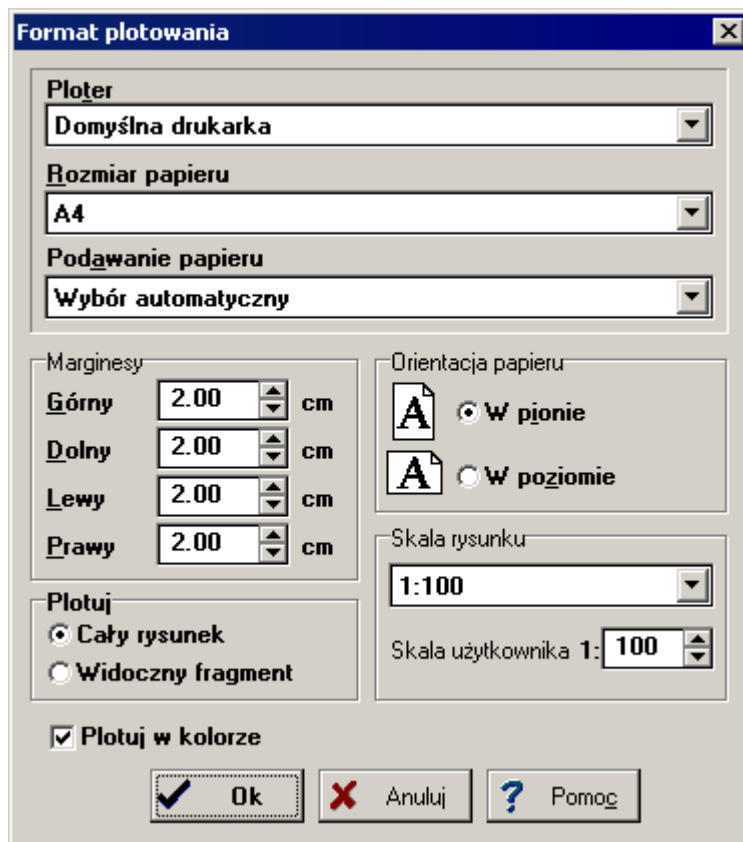 Format plotowania
Ploter
Domyślna drukarka
Rozmiar papieru
A4
Podawanie papieru
Wybór automatyczny
Marginesy
Górny 2.00 cm
Dolny 2.00 cm
Lewy 2.00 cm
Prawy 2.00 cm
Orientacja papieru
A W pionie
A W poziomie
Plotuj
Cały rysunek
Widoczny fragment
Skala rysunku
1:100
Skala użytkownika 1: 100
Plotuj w kolorze
Ok Anuluj ? Pomoc